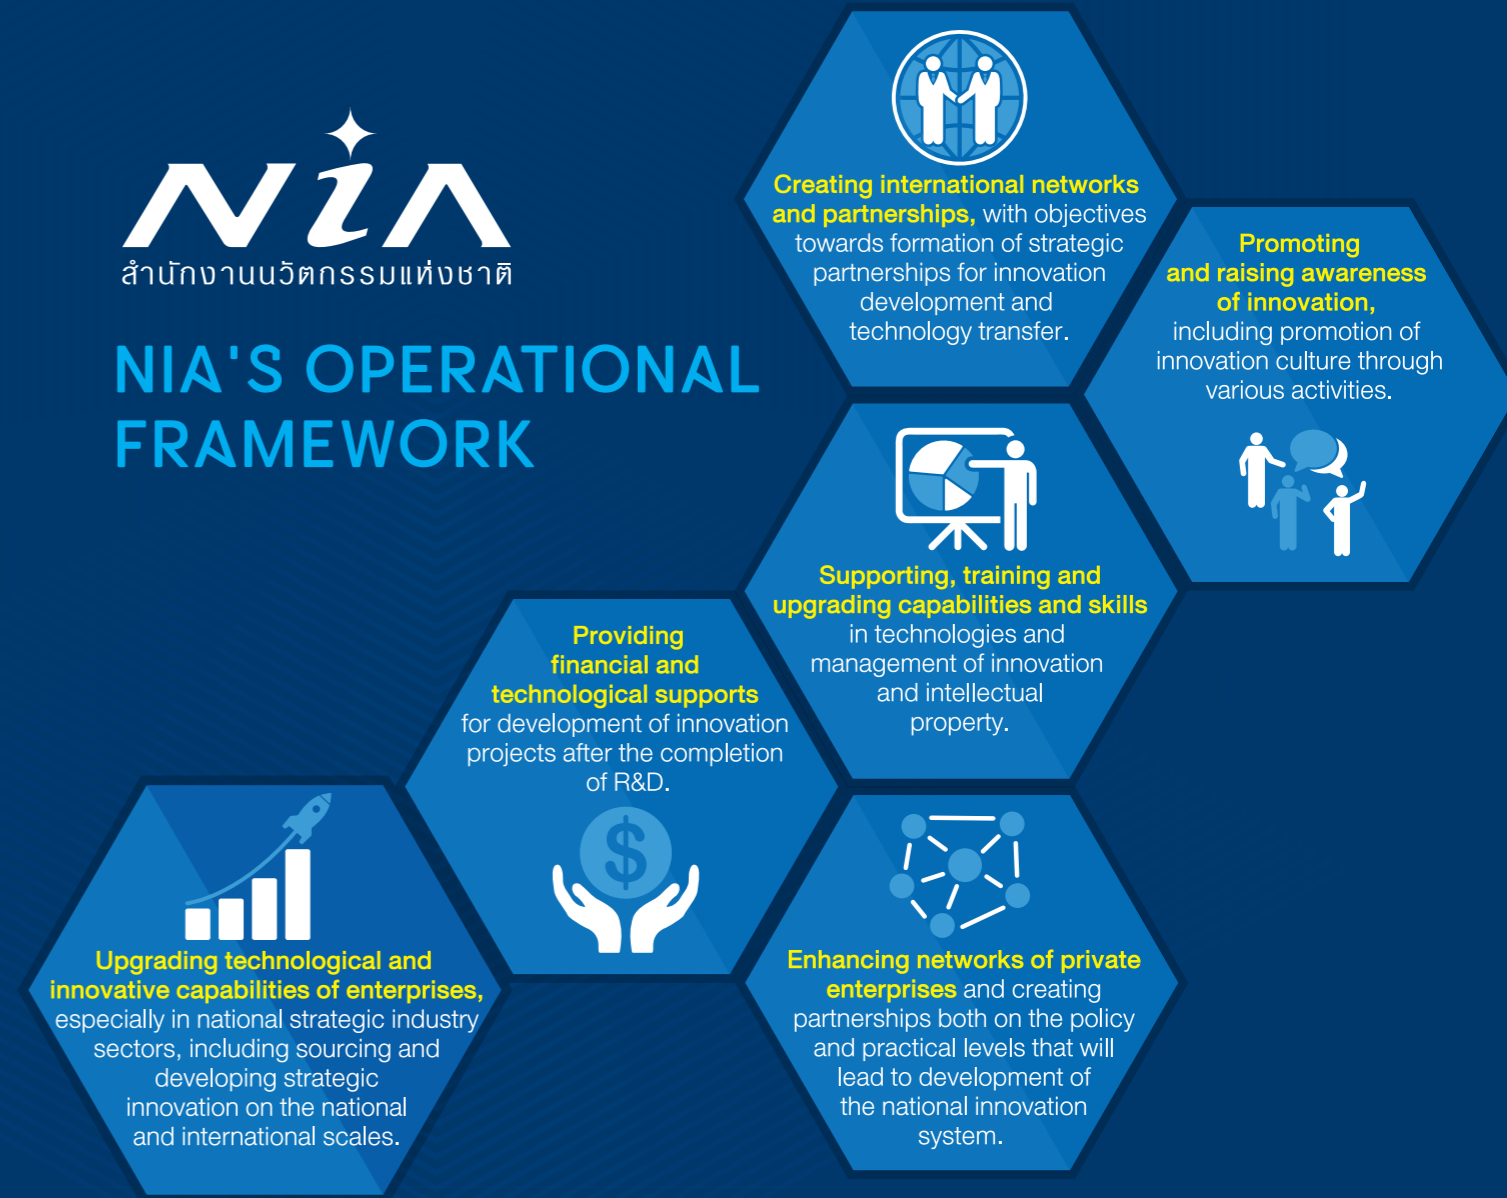 NiA
สำนักงานนวัตกรรมแห่งชาติ
NIA'S OPERATIONAL
FRAMEWORK
Creating international networks
and partnerships, with objectives
towards formation of strategic
partnerships for innovation
development and
technology transfer.
Promoting
and raising awareness
of innovation,
including promotion of
innovation culture through
various activities.
Supporting, training and
upgrading capabilities and skills
in technologies and
management of innovation
and intellectual
property.
Providing
financial and
technological supports
for development of innovation
projects after the completion
of R&D.
$
Upgrading technological and
innovative capabilities of enterprises,
especially in national strategic industry
sectors, including sourcing and
developing strategic
innovation on the national
and international scales.
Enhancing networks of private
enterprises and creating
partnerships both on the policy
and practical levels that will
lead to development of
the national innovation
system.